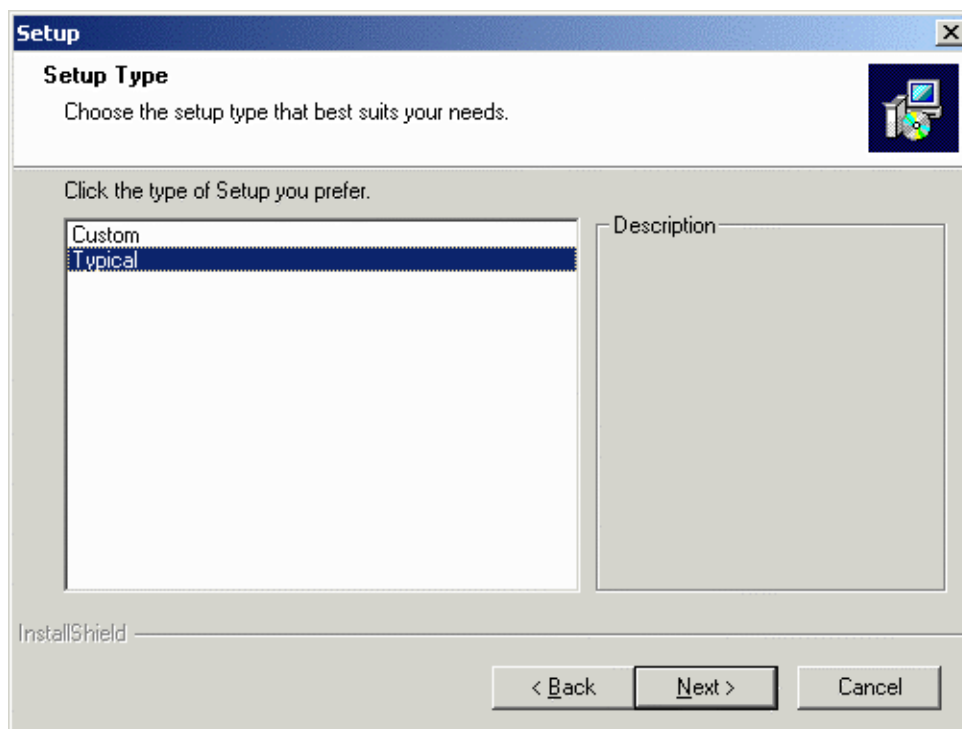 Setup
Setup Type
Choose the setup type that best suits your needs.
Click the type of Setup you prefer.
Custom
Typical
Description
InstallShield
< Back
Next >
Cancel